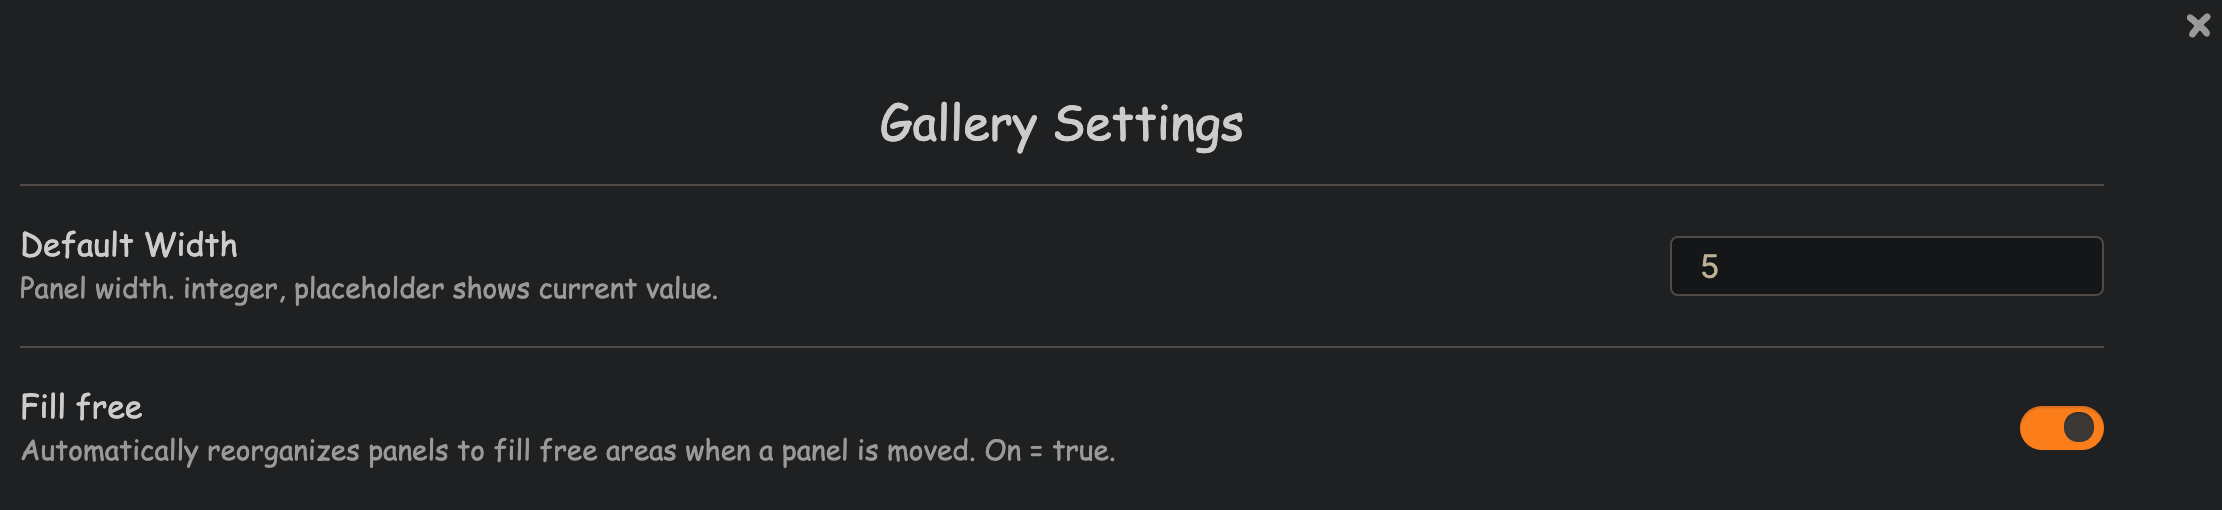 Gallery Settings
Default Width
Panel width. integer, placeholder shows current value.
5
Fill free
Automatically reorganizes panels to fill free areas when a panel is moved. On = true.